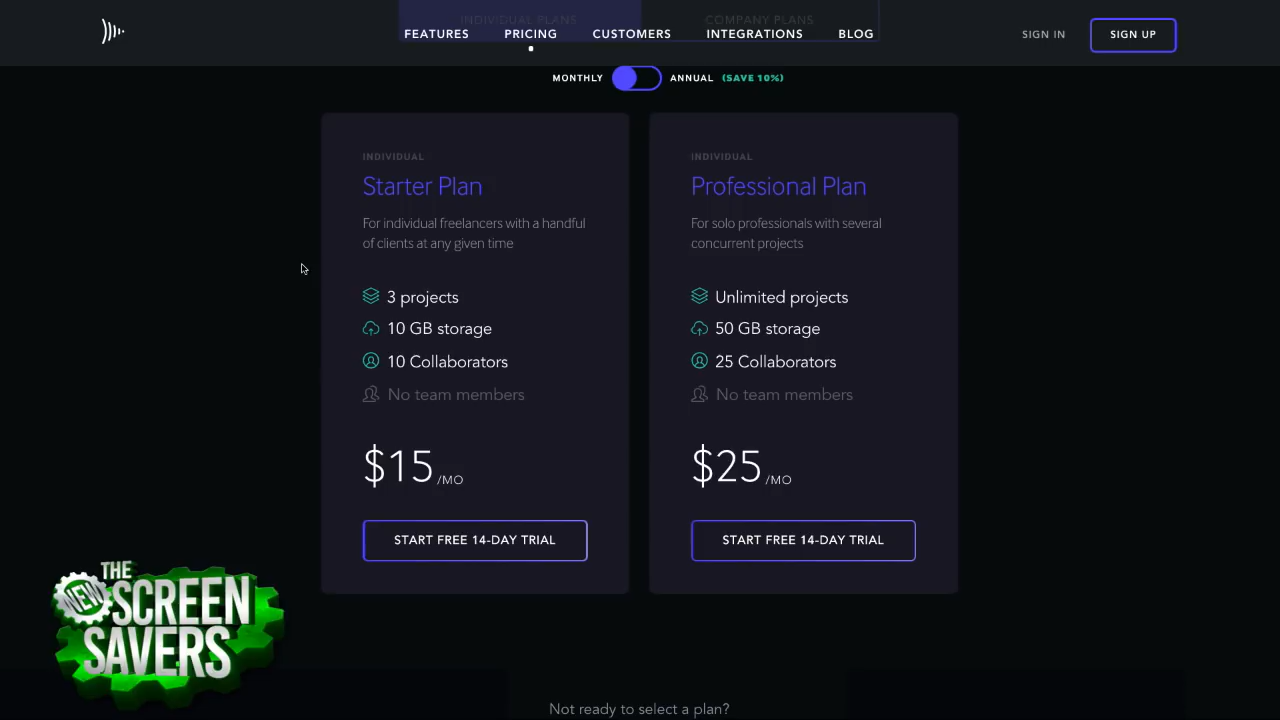 INDIVIDUAL PLANS COMPANY PLANS
FEATURES PRICING CUSTOMERS INTEGRATIONS BLOG SIGN IN SIGN UP
MONTHLY ANNUAL (SAVE 10%)
INDIVIDUAL
Starter Plan
For individual freelancers with a handful
of clients at any given time
3 projects
10 GB storage
10 Collaborators
No team members
$15 /MO
START FREE 14-DAY TRIAL
INDIVIDUAL
Professional Plan
For solo professionals with several
concurrent projects
Unlimited projects
50 GB storage
25 Collaborators
No team members
$25 /MO
START FREE 14-DAY TRIAL
THE
NEW SCREEN
SAVERS
Not ready to select a plan?